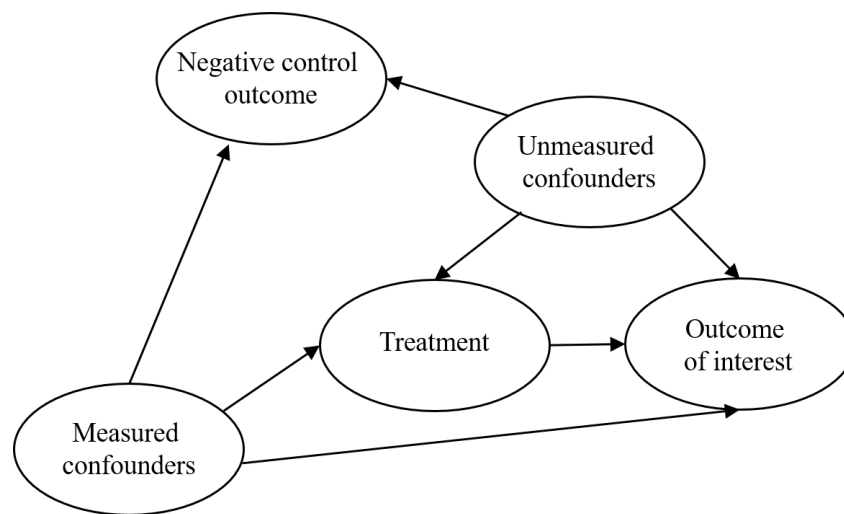 Negative control
outcome
Unmeasured
confounders
Treatment
Outcome
of interest
Measured
confounders